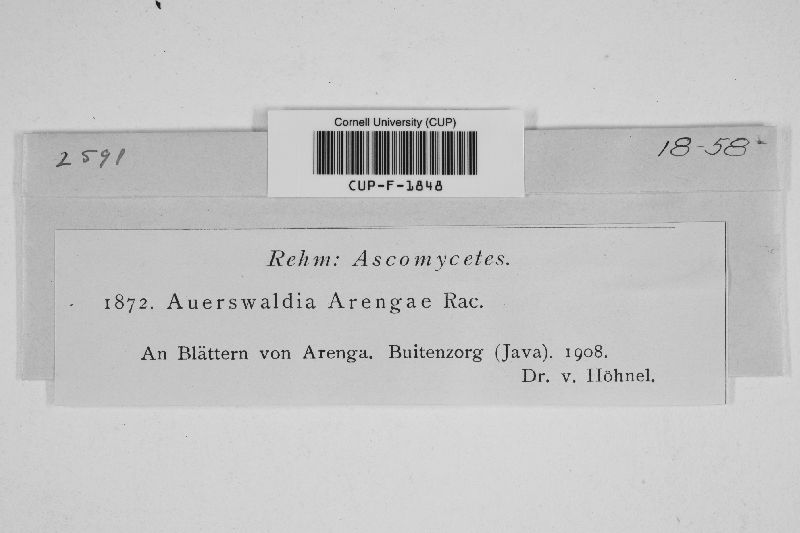 Cornell University (CUP)
CUP-F-1848
2591
18-58
Rehm: Ascomycetes.
1872. Auerswaldia Arengae Rac.
An Blättern von Arenga. Buitenzorg (Java). 1908.
Dr. v. Höhnel.